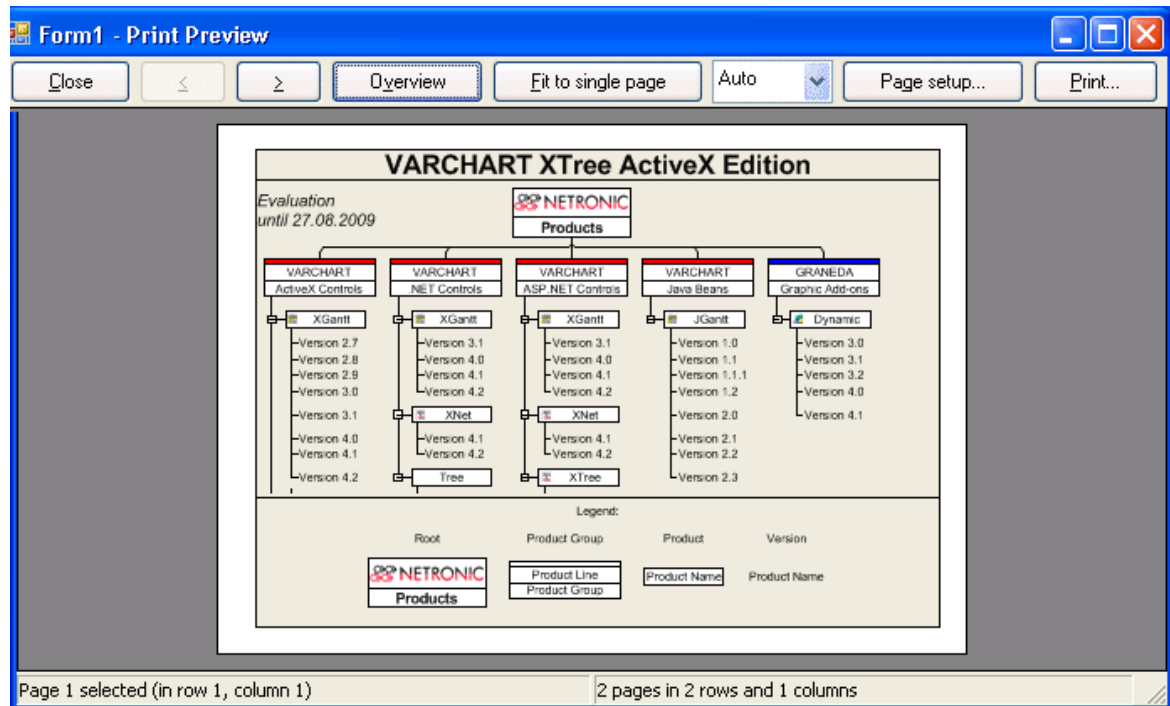 Form1 - Print Preview
Close < > Overview Fit to single page Auto Page setup... Print...
VARCHART XTree ActiveX Edition
Evaluation
until 27.08.2009
NETRONIC
Products
VARCHART VARCHART VARCHART VARCHART GRANEDA
ActiveX Controls .NET Controls ASP.NET Controls Java Beans Graphic Add-ons
XGantt XGantt XGantt JGantt Dynamic
Version 2.7 Version 3.1 Version 3.1 Version 1.0 Version 3.0
Version 2.8 Version 4.0 Version 4.0 Version 1.1 Version 3.1
Version 2.9 Version 4.1 Version 4.1 Version 1.1.1 Version 3.2
Version 3.0 Version 4.2 Version 4.2 Version 1.2 Version 4.0
Version 3.1 XNet XNet Version 2.0 Version 4.1
Version 4.0 Version 4.1 Version 4.1 Version 2.1
Version 4.1 Version 4.2 Version 4.2 Version 2.2
Version 4.2 Tree XTree Version 2.3
Legend:
Root Product Group Product Version
NETRONIC Product Line Product Name Product Name
Products Product Group
Page 1 selected (in row 1, column 1) 2 pages in 2 rows and 1 columns